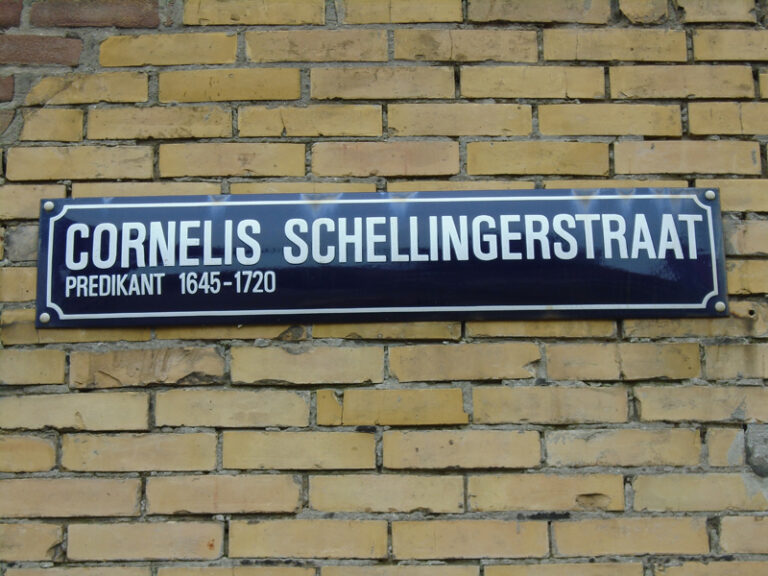 CORNELIS SCHELLINGERSTRAAT
PREDIKANT 1645-1720